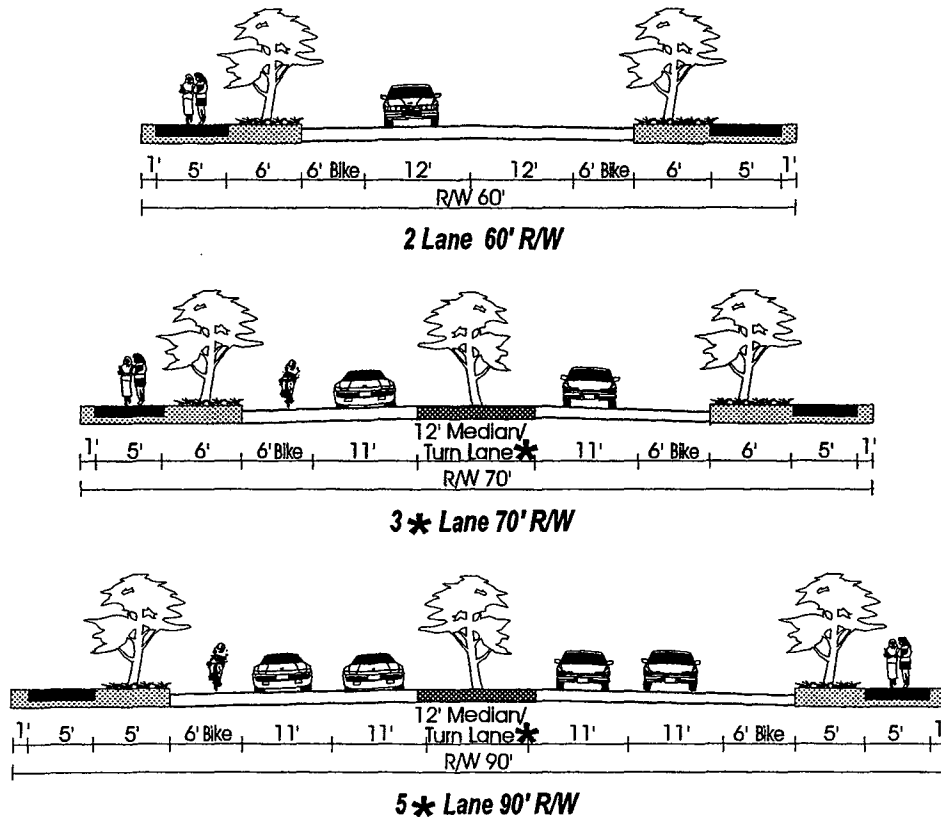 1' 5' 6' 6' Bike 12' 12' 6' Bike 6' 5' 1'
R/W 60'
2 Lane 60' R/W
12' Median/
1' 5' 6' 6' Bike 11' Turn Lane* 11' 6' Bike 6' 5' 1'
R/W 70'
3 * Lane 70' R/W
12' Median/
1' 5' 5' 6' Bike 11' 11' Turn Lane* 11' 11' 6' Bike 5' 5' 1'
R/W 90'
5 * Lane 90' R/W